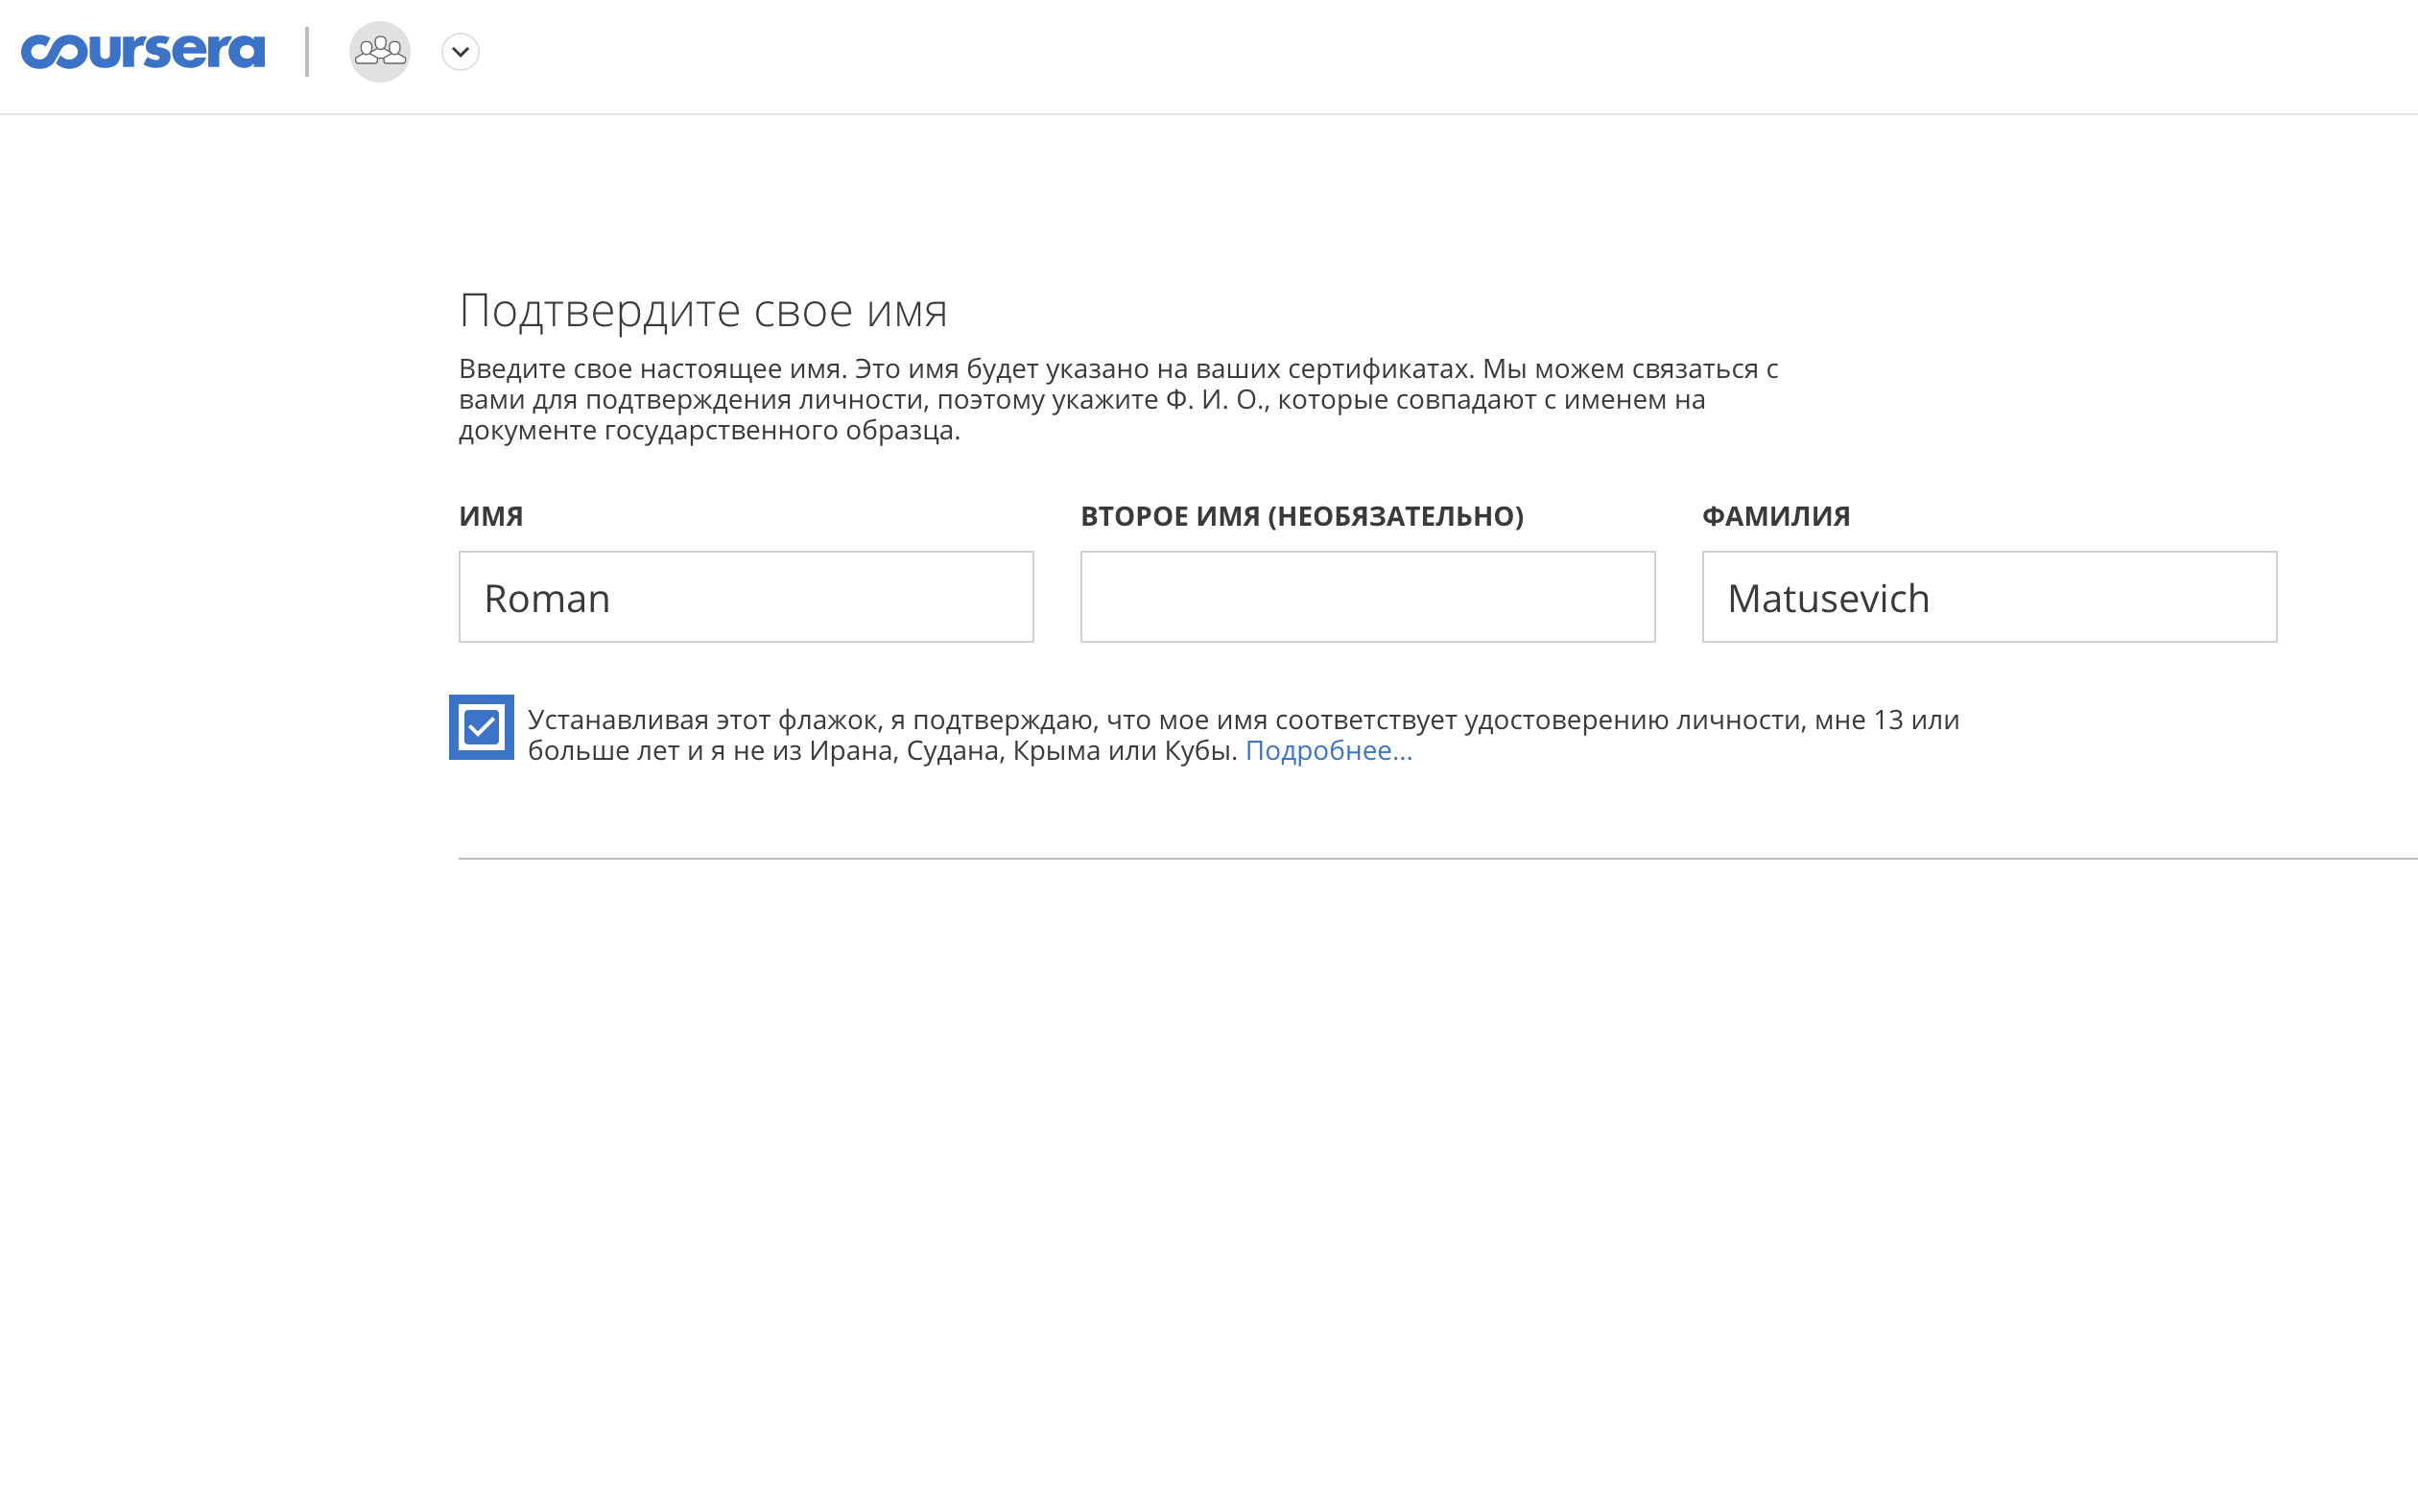 coursera
Подтвердите свое имя
Введите свое настоящее имя. Это имя будет указано на ваших сертификатах. Мы можем связаться с
вами для подтверждения личности, поэтому укажите Ф. И. О., которые совпадают с именем на
документе государственного образца.
ИМЯ
ВТОРОЕ ИМЯ (НЕОБЯЗАТЕЛЬНО)
ФАМИЛИЯ
Roman
Matusevich
Устанавливая этот флажок, я подтверждаю, что мое имя соответствует удостоверению личности, мне 13 или
больше лет и я не из Ирана, Судана, Крыма или Кубы. Подробнее...